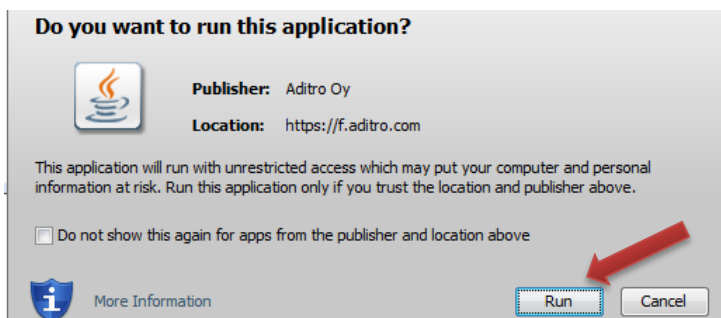 Do you want to run this application?
Publisher: Aditro Oy
Location: https://f.aditro.com
This application will run with unrestricted access which may put your computer and personal
information at risk. Run this application only if you trust the location and publisher above.
Do not show this again for apps from the publisher and location above
More Information
Run
Cancel